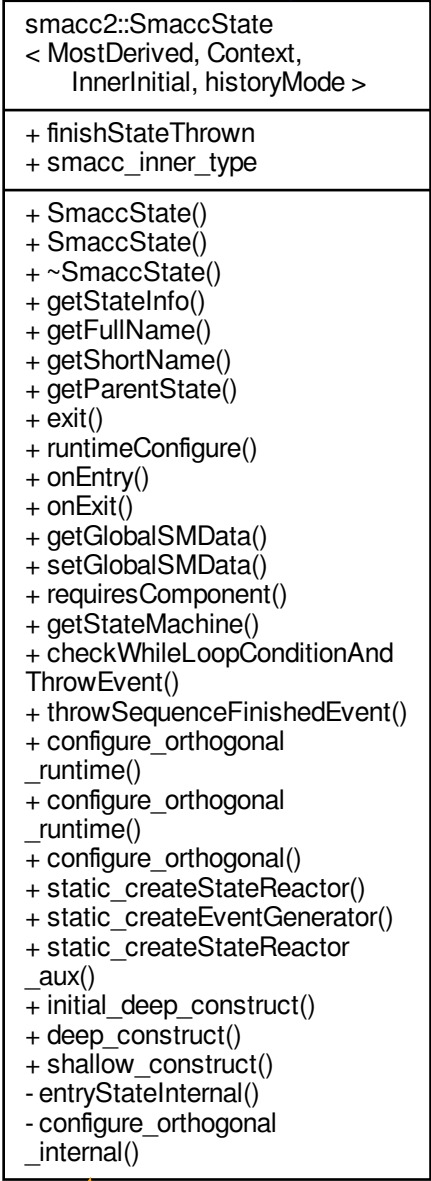 smacc2::SmaccState
< MostDerived, Context,
InnerInitial, historyMode >
+ finishStateThrown
+ smacc_inner_type
+ SmaccState()
+ SmaccState()
+ ~SmaccState()
+ getStateInfo()
+ getFullName()
+ getShortName()
+ getParentState()
+ exit()
+ runtimeConfigure()
+ onEntry()
+ onExit()
+ getGlobalSMData()
+ setGlobalSMData()
+ requiresComponent()
+ getStateMachine()
+ checkWhileLoopConditionAnd
ThrowEvent()
+ throwSequenceFinishedEvent()
+ configure_orthogonal
_runtime()
+ configure_orthogonal
_runtime()
+ configure_orthogonal()
+ static_createStateReactor()
+ static_createEventGenerator()
+ static_createStateReactor
_aux()
+ initial_deep_construct()
+ deep_construct()
+ shallow_construct()
- entryStateInternal()
- configure_orthogonal
_internal()